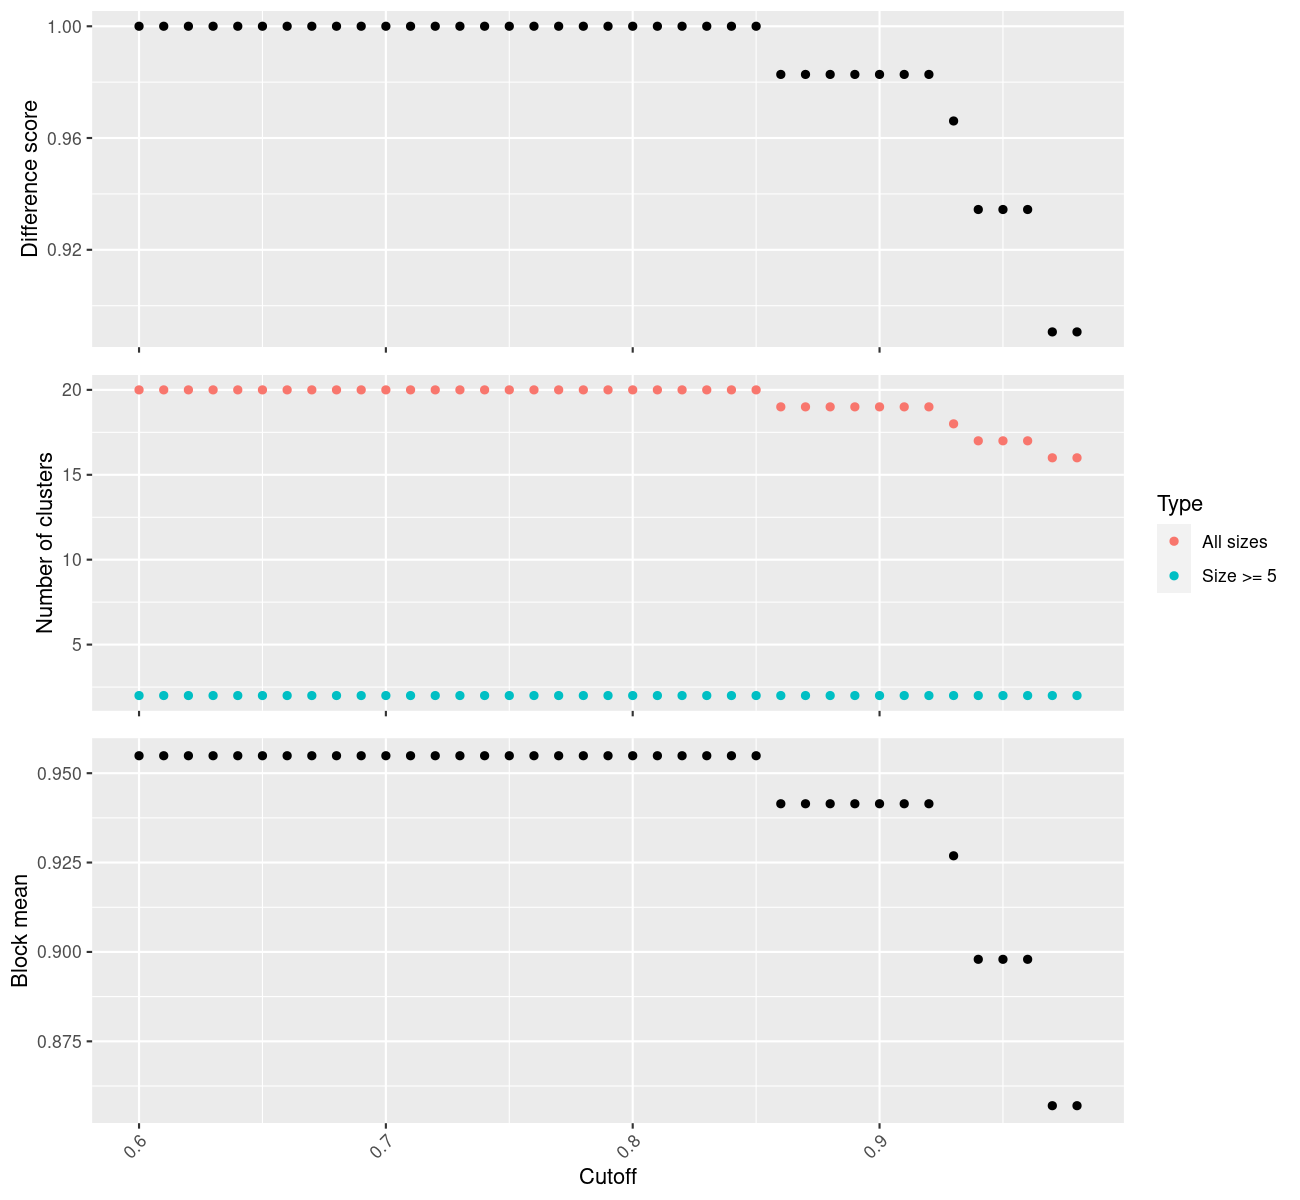 Difference score
1.00
0.96
0.92
Number of clusters
20
15
10
5
Type
All sizes
Size >= 5
Block mean
0.950
0.925
0.900
0.875
0.6
0.7
0.8
0.9
Cutoff